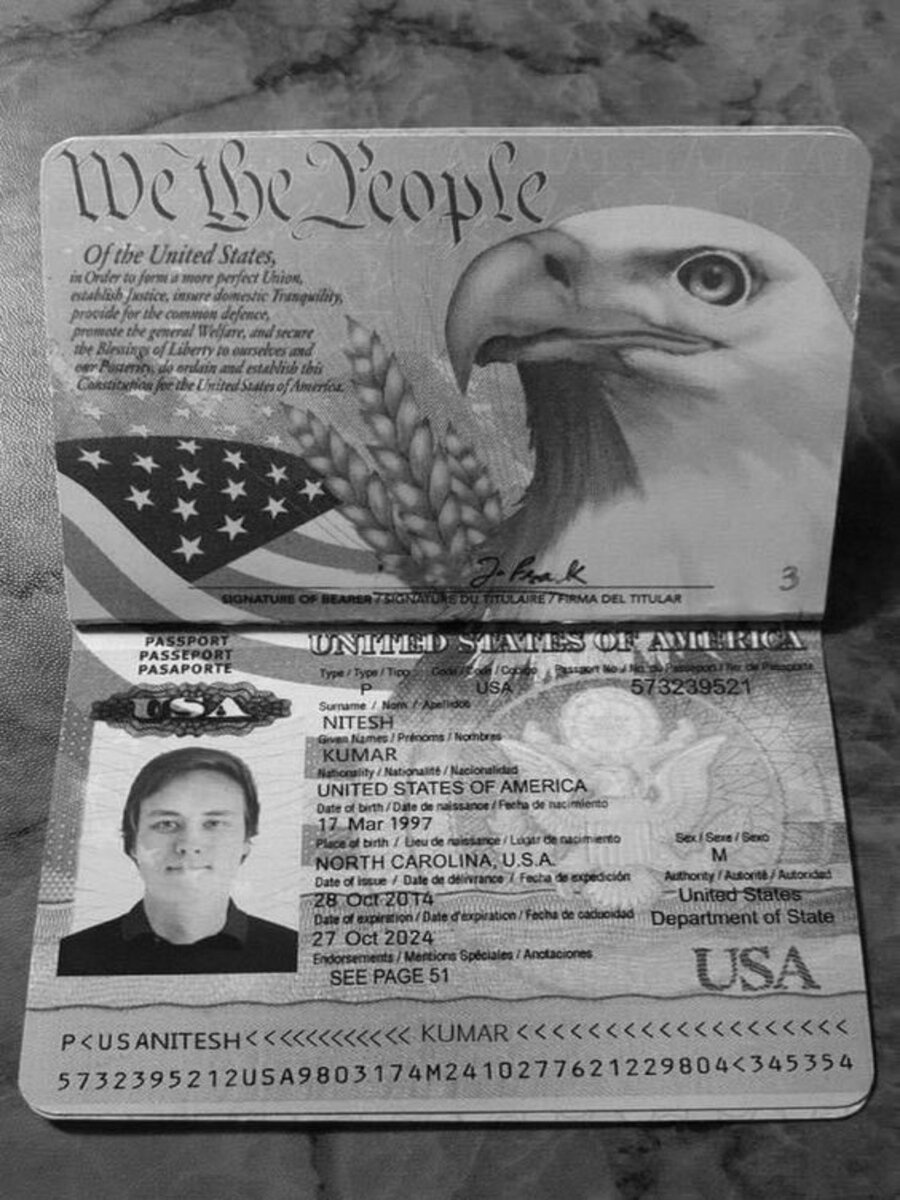 We the People
Of the United States,
in Order to form a more perfect Union,
establish Justice, insure domestic Tranquility,
provide for the common defence,
promote the general Welfare, and secure
the Blessings of Liberty to ourselves and
our Posterity, do ordain and establish this
Constitution for the United States of America.
SIGNATURE OF BEARER / SIGNATURE DU TITULAIRE / FIRMA DEL TITULAR
3
PASSPORT
PASSEPORT
PASAPORTE
USA
UNITED STATES OF AMERICA
Type / Type / Tipo Code / Code / Codigo Passport No / No. du Passeport / No. de Pasaporte
P USA 573239521
Surname / Nom / Apellidos
NITESH
Given Names / Prénoms / Nombres
KUMAR
Nationality / Nationalité / Nacionalidad
UNITED STATES OF AMERICA
Date of birth / Date de naissance / Fecha de nacimiento
17 Mar 1997
Place of birth / Lieu de naissance / Lugar de nacimiento Sex / Sexe / Sexo
NORTH CAROLINA, U.S.A. M
Date of issue / Date de délivrance / Fecha de expedición Authority / Autorité / Autoridad
28 Oct 2014 United States
Date of expiration / Date d'expiration / Fecha de caducidad Department of State
27 Oct 2024
Endorsements / Mentions Spéciales / Anotaciones
SEE PAGE 51 USA
P<USANITESH<<<<<<<<<<<< KUMAR <<<<<<<<<<<<<<<<<<<
5732395212USA9803174M2410277621229804<345354